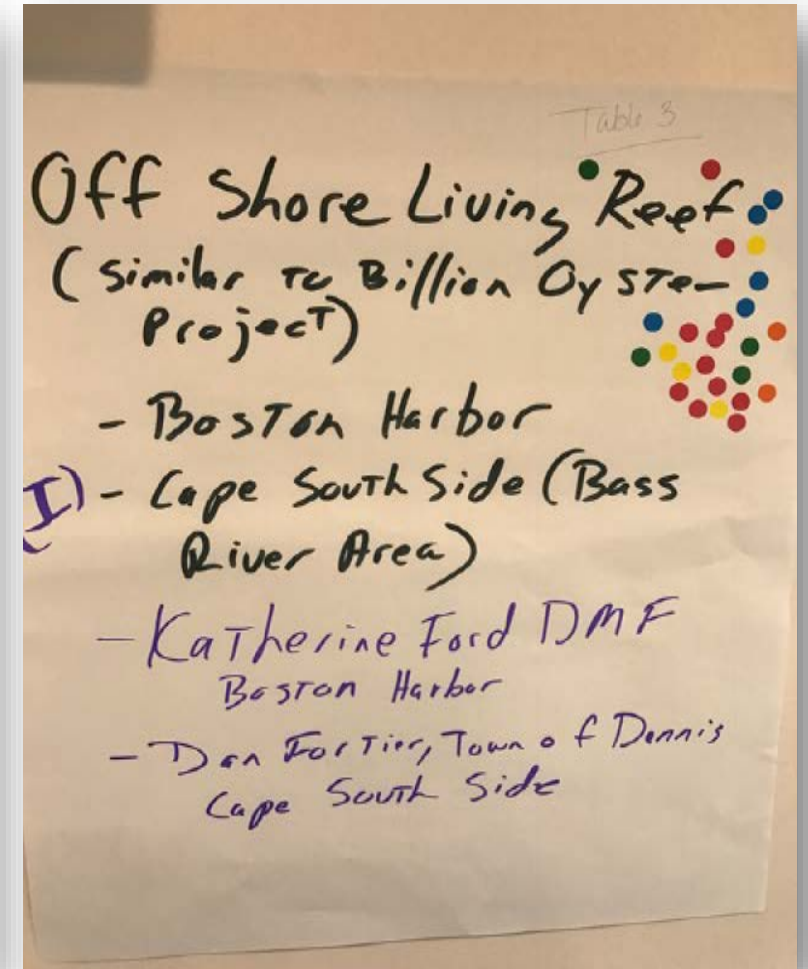 Table 3
Off Shore Living Reef
(Similar to Billion Oyster
Project)
- Boston Harbor
(I) - Cape South Side (Bass
River Area)
- Katherine Ford DMF
Boston Harbor
- Dan Fortier, Town of Dennis
Cape South Side